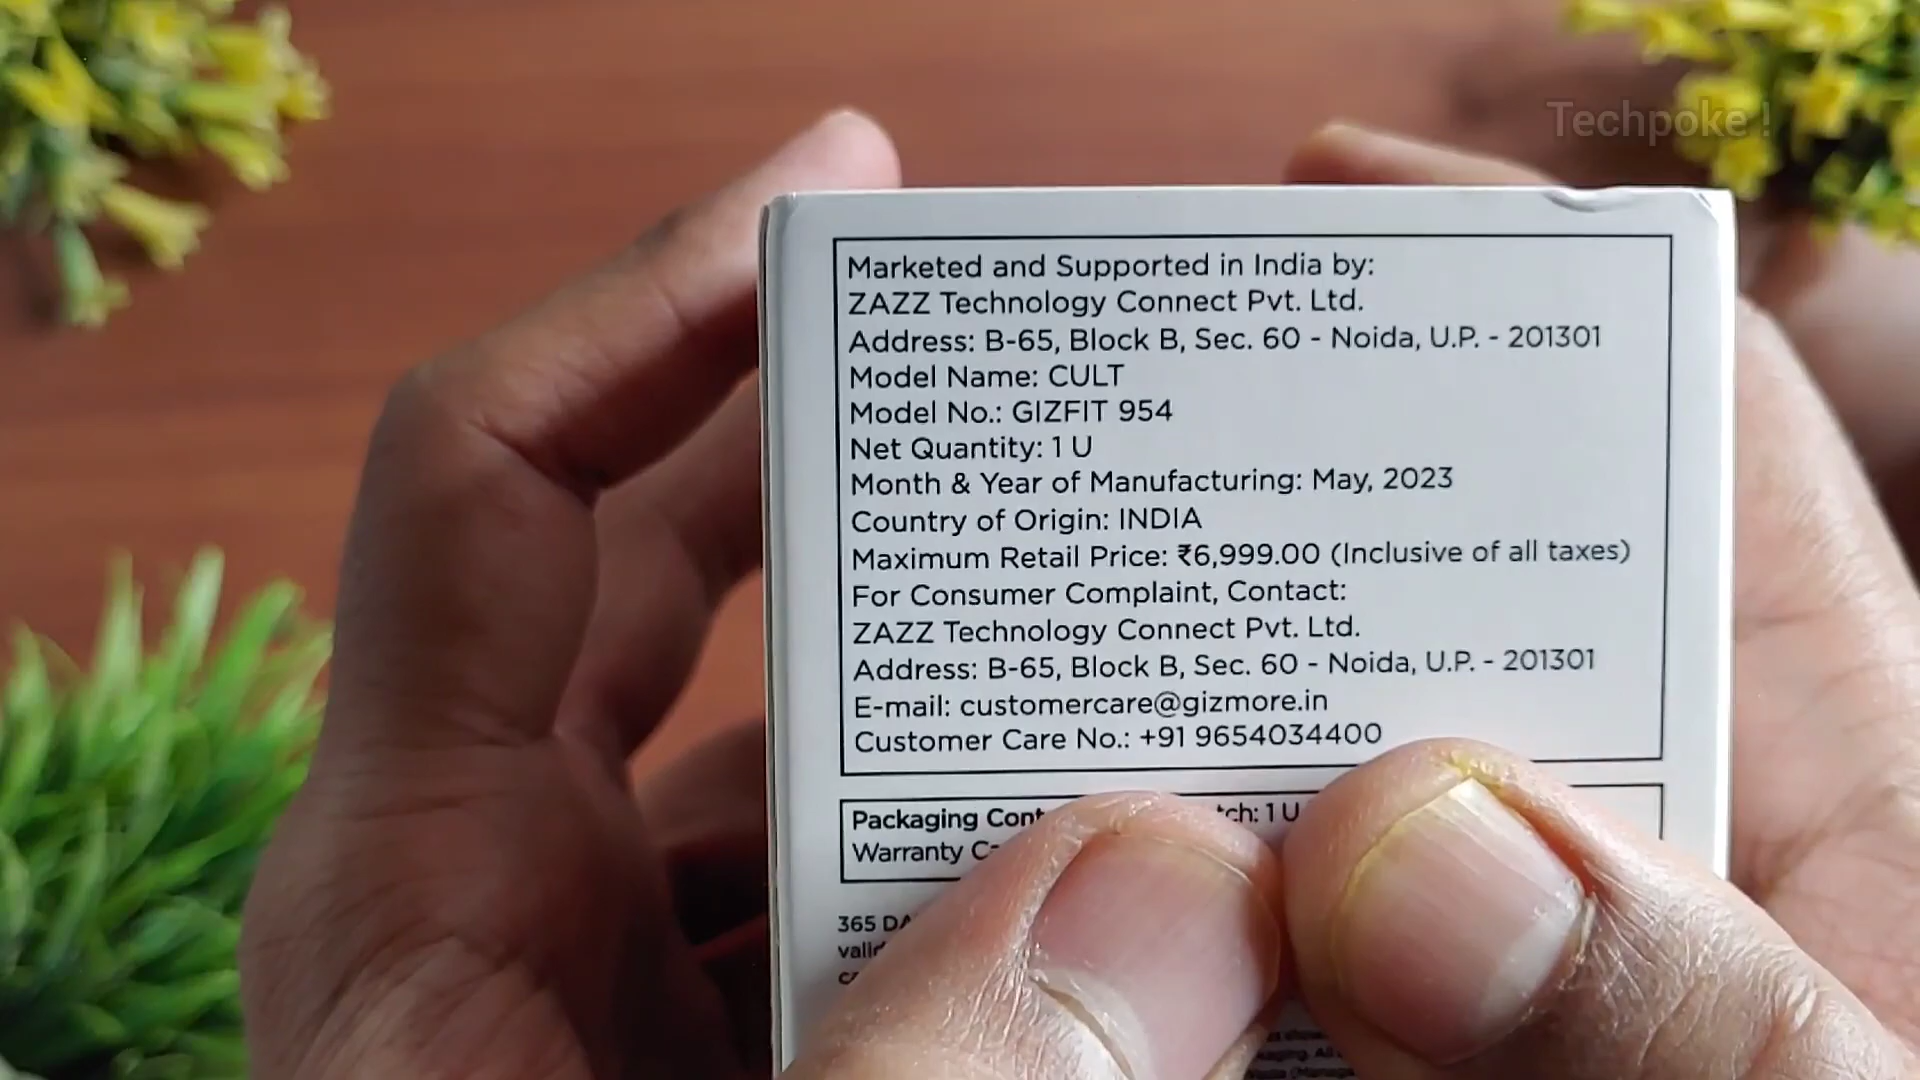 Techpoke !
Marketed and Supported in India by:
ZAZZ Technology Connect Pvt. Ltd.
Address: B-65, Block B, Sec. 60 - Noida, U.P. - 201301
Model Name: CULT
Model No.: GIZFIT 954
Net Quantity: 1 U
Month & Year of Manufacturing: May, 2023
Country of Origin: INDIA
Maximum Retail Price: ₹6,999.00 (Inclusive of all taxes)
For Consumer Complaint, Contact:
ZAZZ Technology Connect Pvt. Ltd.
Address: B-65, Block B, Sec. 60 - Noida, U.P. - 201301
E-mail: customercare@gizmore.in
Customer Care No.: +91 9654034400
Packaging 1 U
Warranty
365